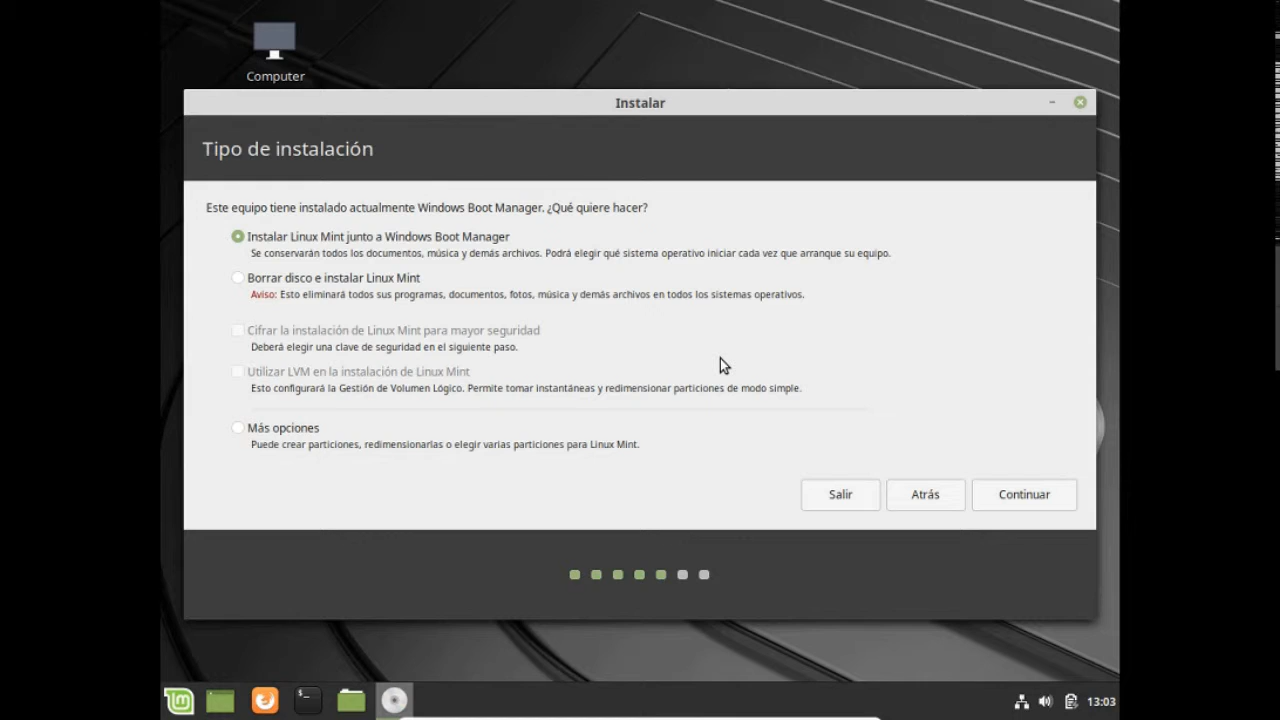 Computer
Instalar
Tipo de instalación
Este equipo tiene instalado actualmente Windows Boot Manager. ¿Qué quiere hacer?
Instalar Linux Mint junto a Windows Boot Manager
Se conservarán todos los documentos, música y demás archivos. Podrá elegir qué sistema operativo iniciar cada vez que arranque su equipo.
Borrar disco e instalar Linux Mint
Aviso: Esto eliminará todos sus programas, documentos, fotos, música y demás archivos en todos los sistemas operativos.
Cifrar la instalación de Linux Mint para mayor seguridad
Deberá elegir una clave de seguridad en el siguiente paso.
Utilizar LVM en la instalación de Linux Mint
Esto configurará la Gestión de Volumen Lógico. Permite tomar instantáneas y redimensionar particiones de modo simple.
Más opciones
Puede crear particiones, redimensionarlas o elegir varias particiones para Linux Mint.
Salir
Atrás
Continuar
13:03